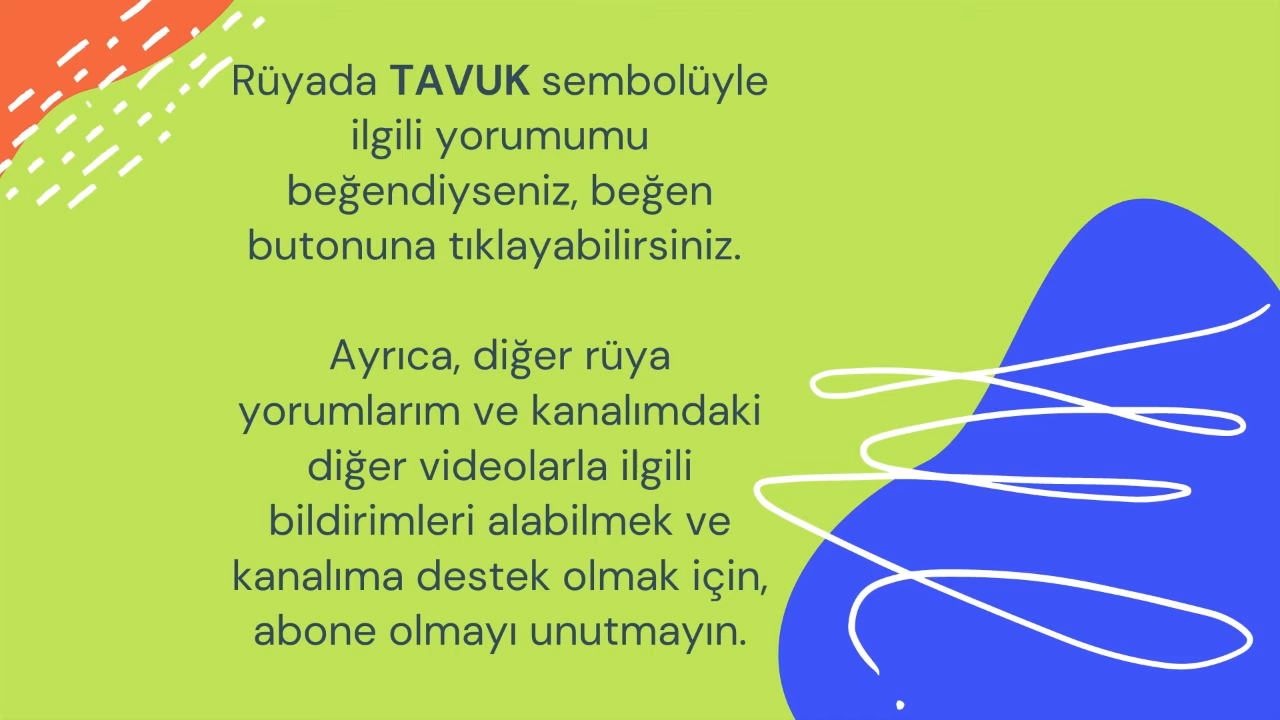 Rüyada TAVUK sembolüyle
ilgili yorumumu
beğendiyseniz, beğen
butonuna tıklayabilirsiniz.
Ayrıca, diğer rüya
yorumlarım ve kanalımdaki
diğer videolarla ilgili
bildirimleri alabilmek ve
kanalıma destek olmak için,
abone olmayı unutmayın.